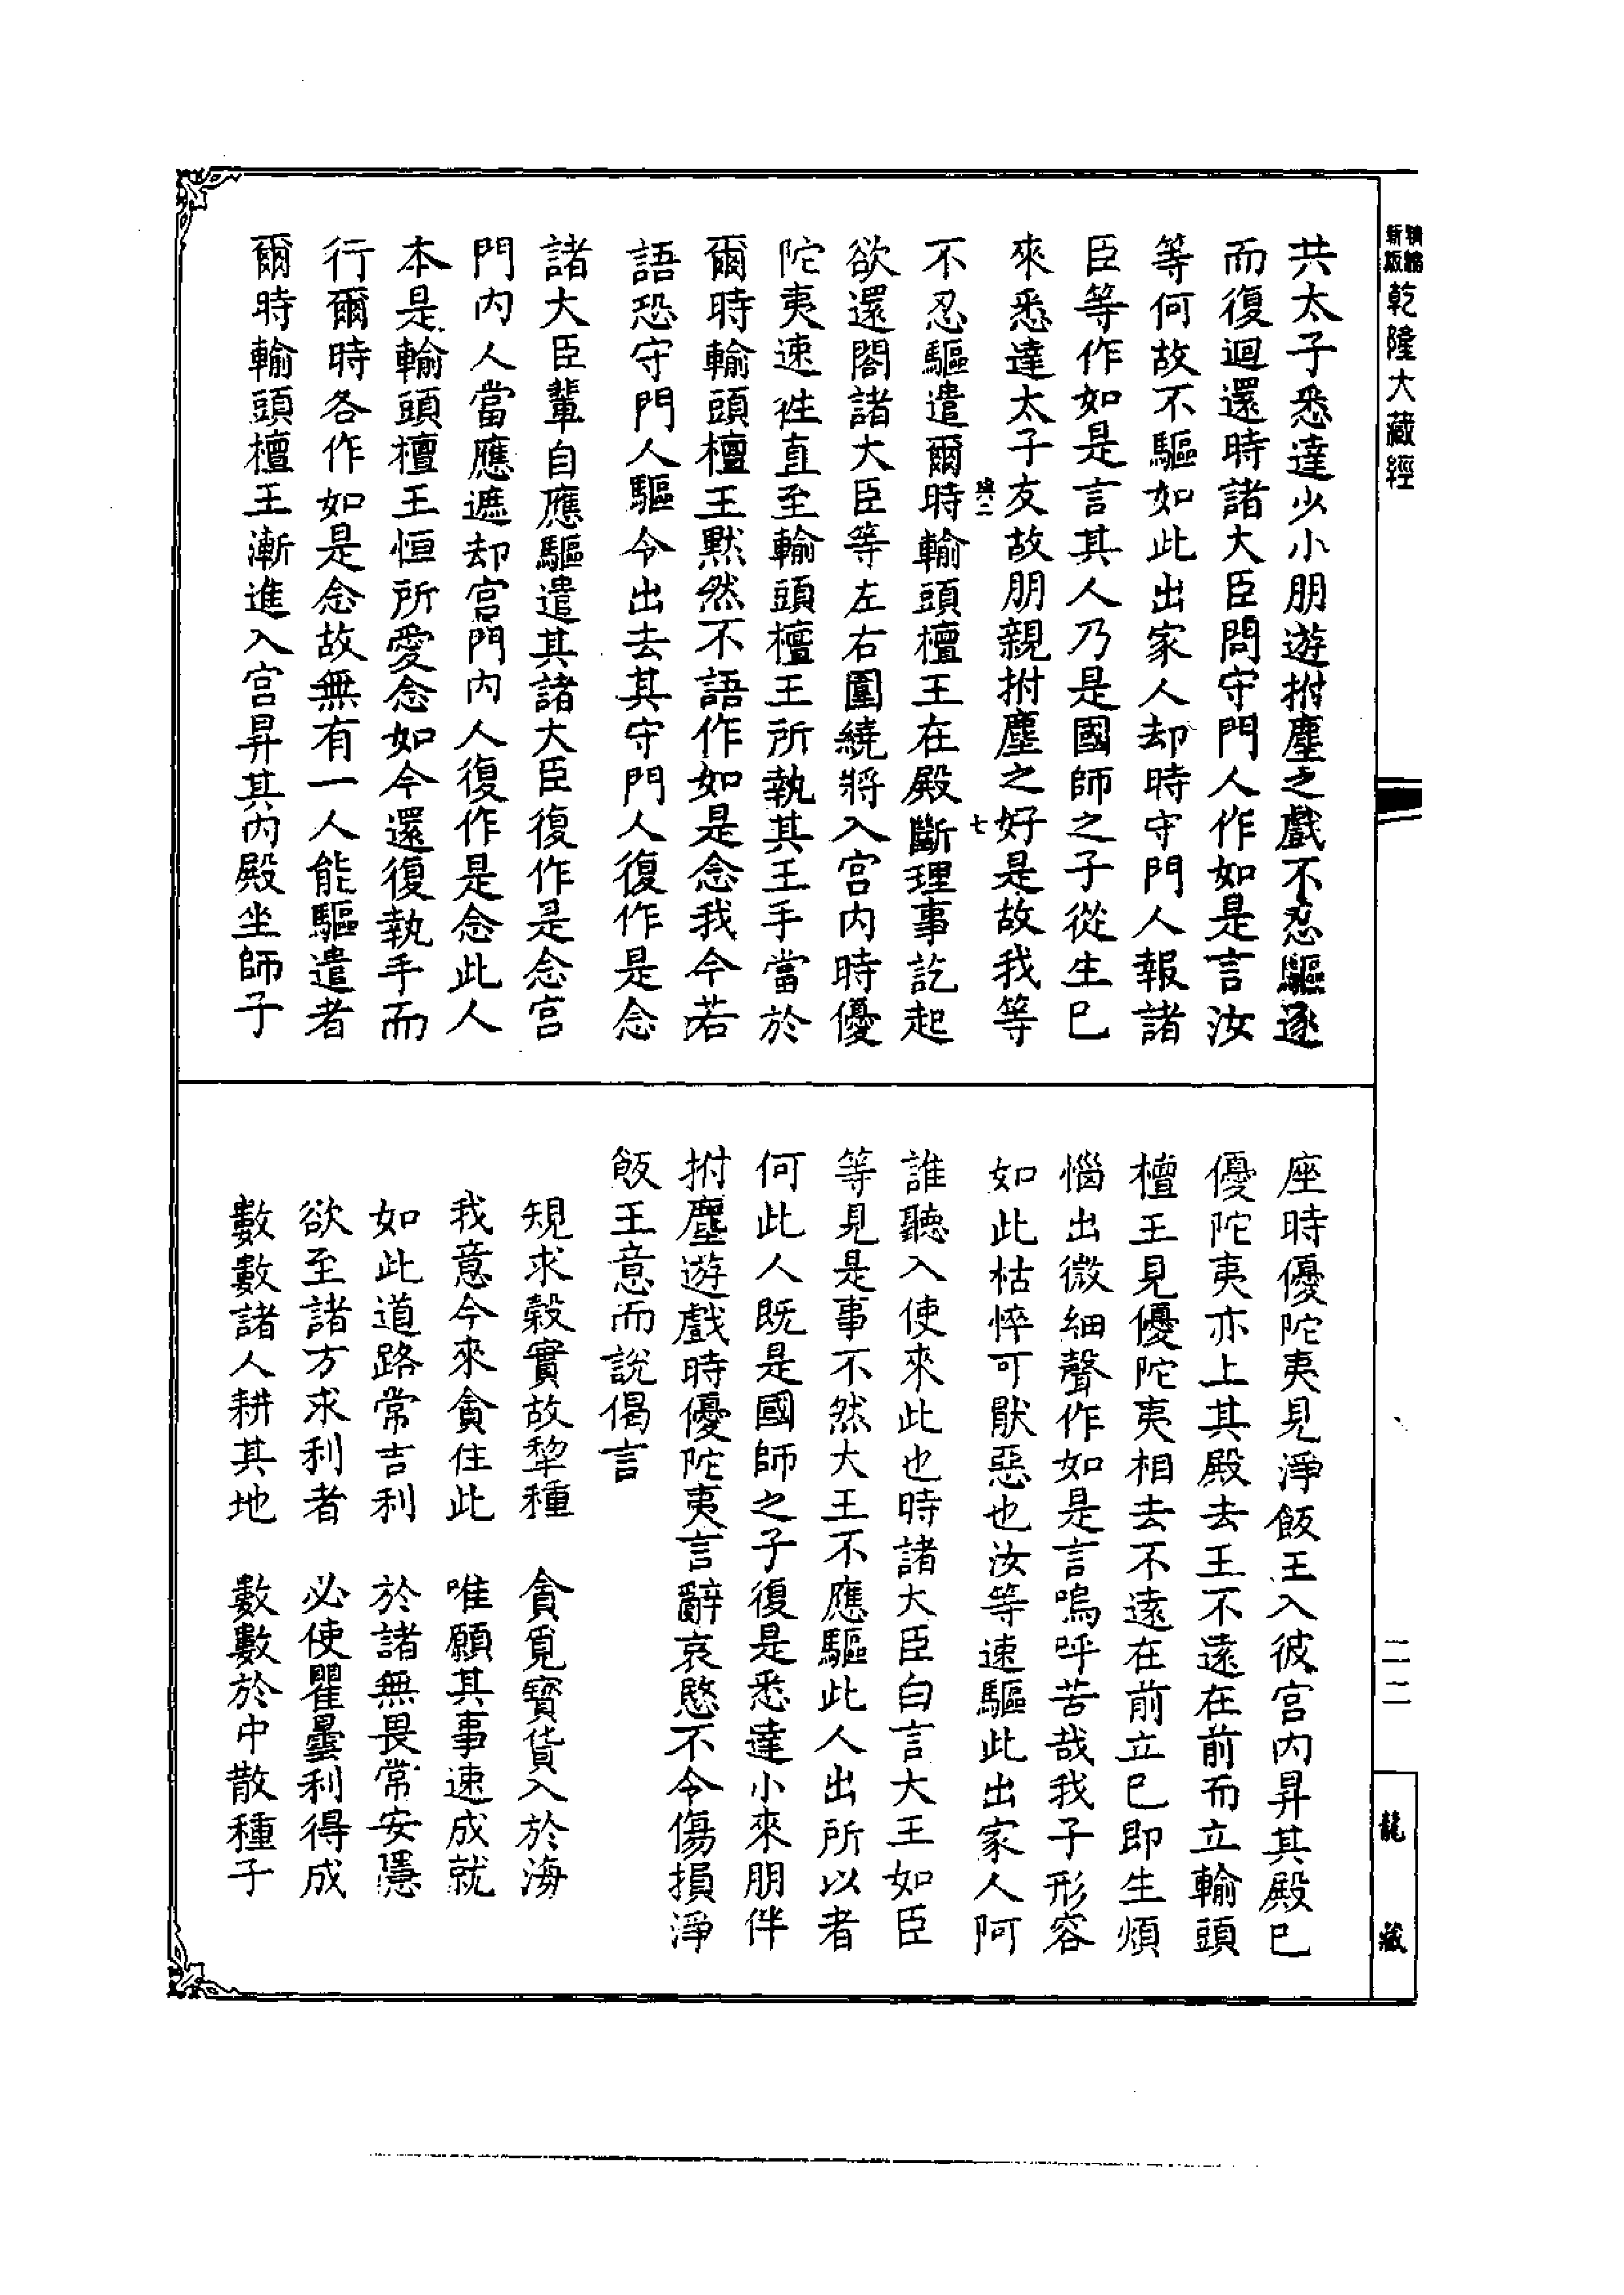 新版
精縮
乾隆大藏經
共太子悉達少小朋遊拊塵之戲不忍驅逐
而復迴還時諸大臣問守門人作如是言汝
等何故不驅如此出家人却時守門人報諸
臣等作如是言其人乃是國師之子從生已
來悉達太子友故朋親拊塵之好是故我等
七
不忍驅遣爾時輸頭檀王在殿斷理事訖起
欲還閤諸大臣等左右圍繞將入宮內時優
陀夷速往直至輸頭檀王所執其王手當於
爾時輸頭檀王默然不語作如是念我今若
語恐守門人驅令出去其守門人復作是念
諸大臣輩自應驅遣其諸大臣復作是念宮
門內人當應遮却宮門內人復作是念此人
本是輸頭檀王恒所愛念如今還復執手而
行爾時各作如是念故無有一人能驅遣者
爾時輸頭檀王漸進入宮昇其內殿坐師子
座時優陀夷見淨飯王入彼宮內昇其殿已
優陀夷亦上其殿去王不遠在前而立輸頭
檀王見優陀夷相去不遠在前立已即生煩
惱出微細聲作如是言嗚呼苦哉我子形容
如此枯悴可猒惡也汝等速驅此出家人阿
誰聽入使來此也時諸大臣白言大王如臣
等見是事不然大王不應驅此人出所以者
何此人既是國師之子復是悉達小來朋伴
拊塵遊戲時優陀夷言辭哀愍不令傷損淨
飯王意而說偈言
規求穀實故犂種　貪覓寶貨入於海
我意今來貪住此　唯願其事速成就
如此道路常吉利　於諸無畏常安隱
欲至諸方求利者　必使瞿曇利得成
數數諸人耕其地　數數於中散種子
二二
龍藏